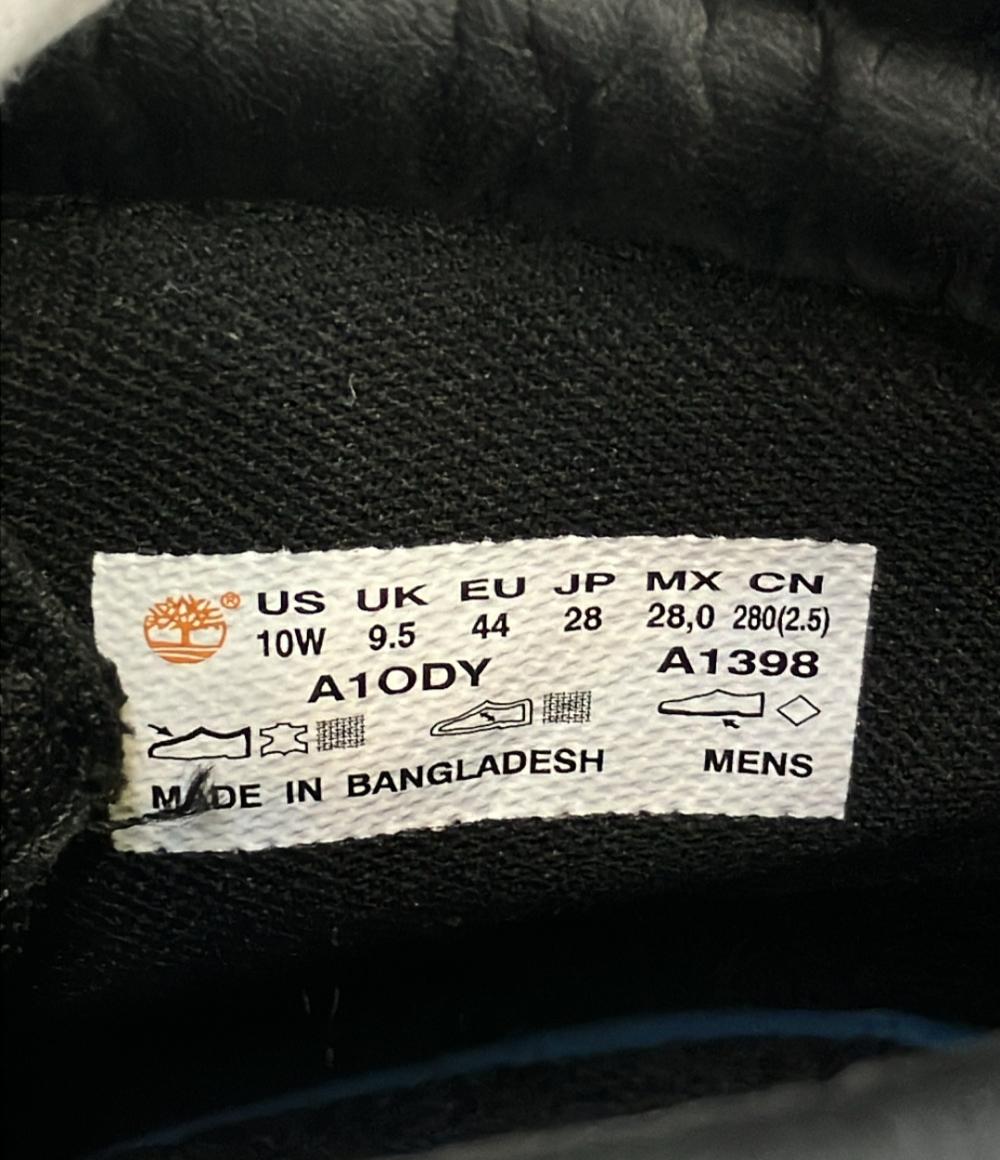 ® US UK EU JP MX CN
10W 9.5 44 28 28,0 280(2.5)
A1ODY A1398
MADE IN BANGLADESH MENS